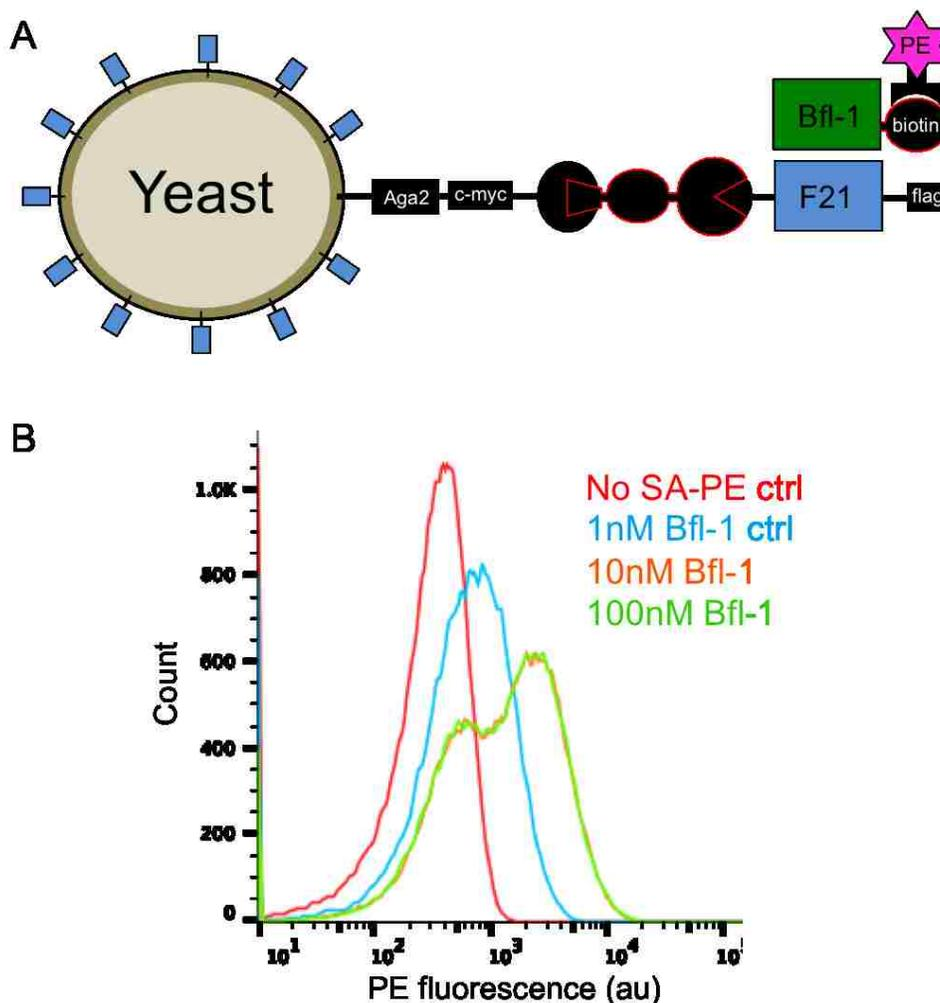 A
PE
Bfl-1
biotin
Yeast
Aga2
c-myc
F21
flag
B
No SA-PE ctrl
1nM Bfl-1 ctrl
10nM Bfl-1
100nM Bfl-1
1.0K
800
600
400
200
0
Count
10¹ 10² 10³ 10⁴ 10⁵
PE fluorescence (au)